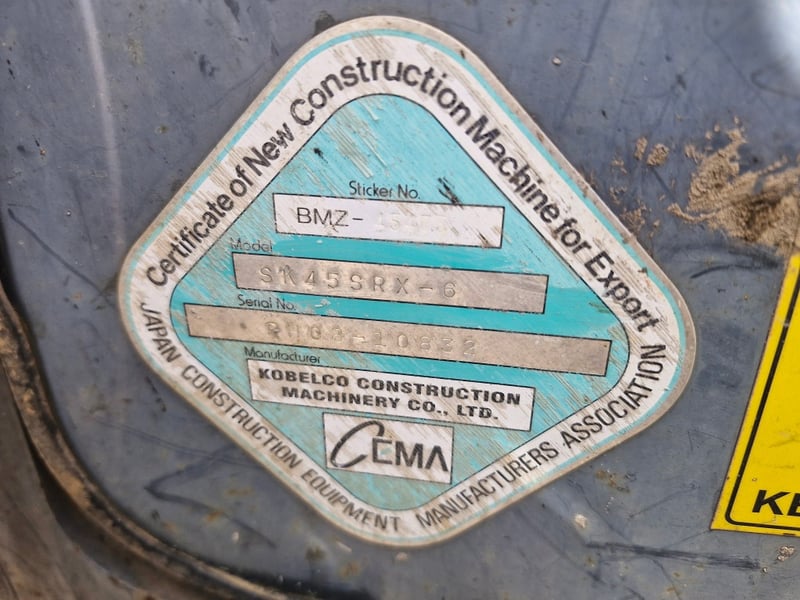 Certificate of New Construction Machine for Export
Sticker No.
BMZ-
Model
SK45SRX-6
Serial No.
Manufacturer
KOBELCO CONSTRUCTION
MACHINERY CO., LTD.
CEMA
JAPAN CONSTRUCTION EQUIPMENT MANUFACTURERS ASSOCIATION